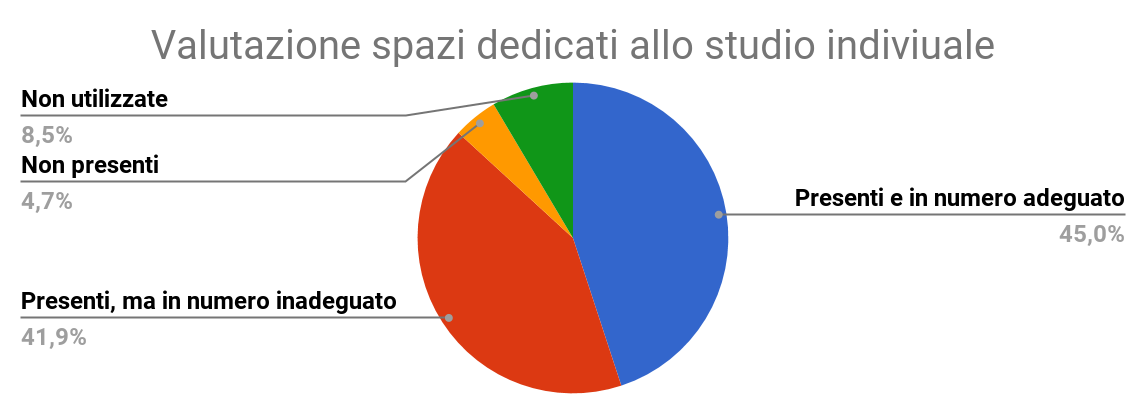 Valutazione spazi dedicati allo studio indiviuale
Non utilizzate
8,5%
Non presenti
4,7%
Presenti e in numero adeguato
45,0%
Presenti, ma in numero inadeguato
41,9%